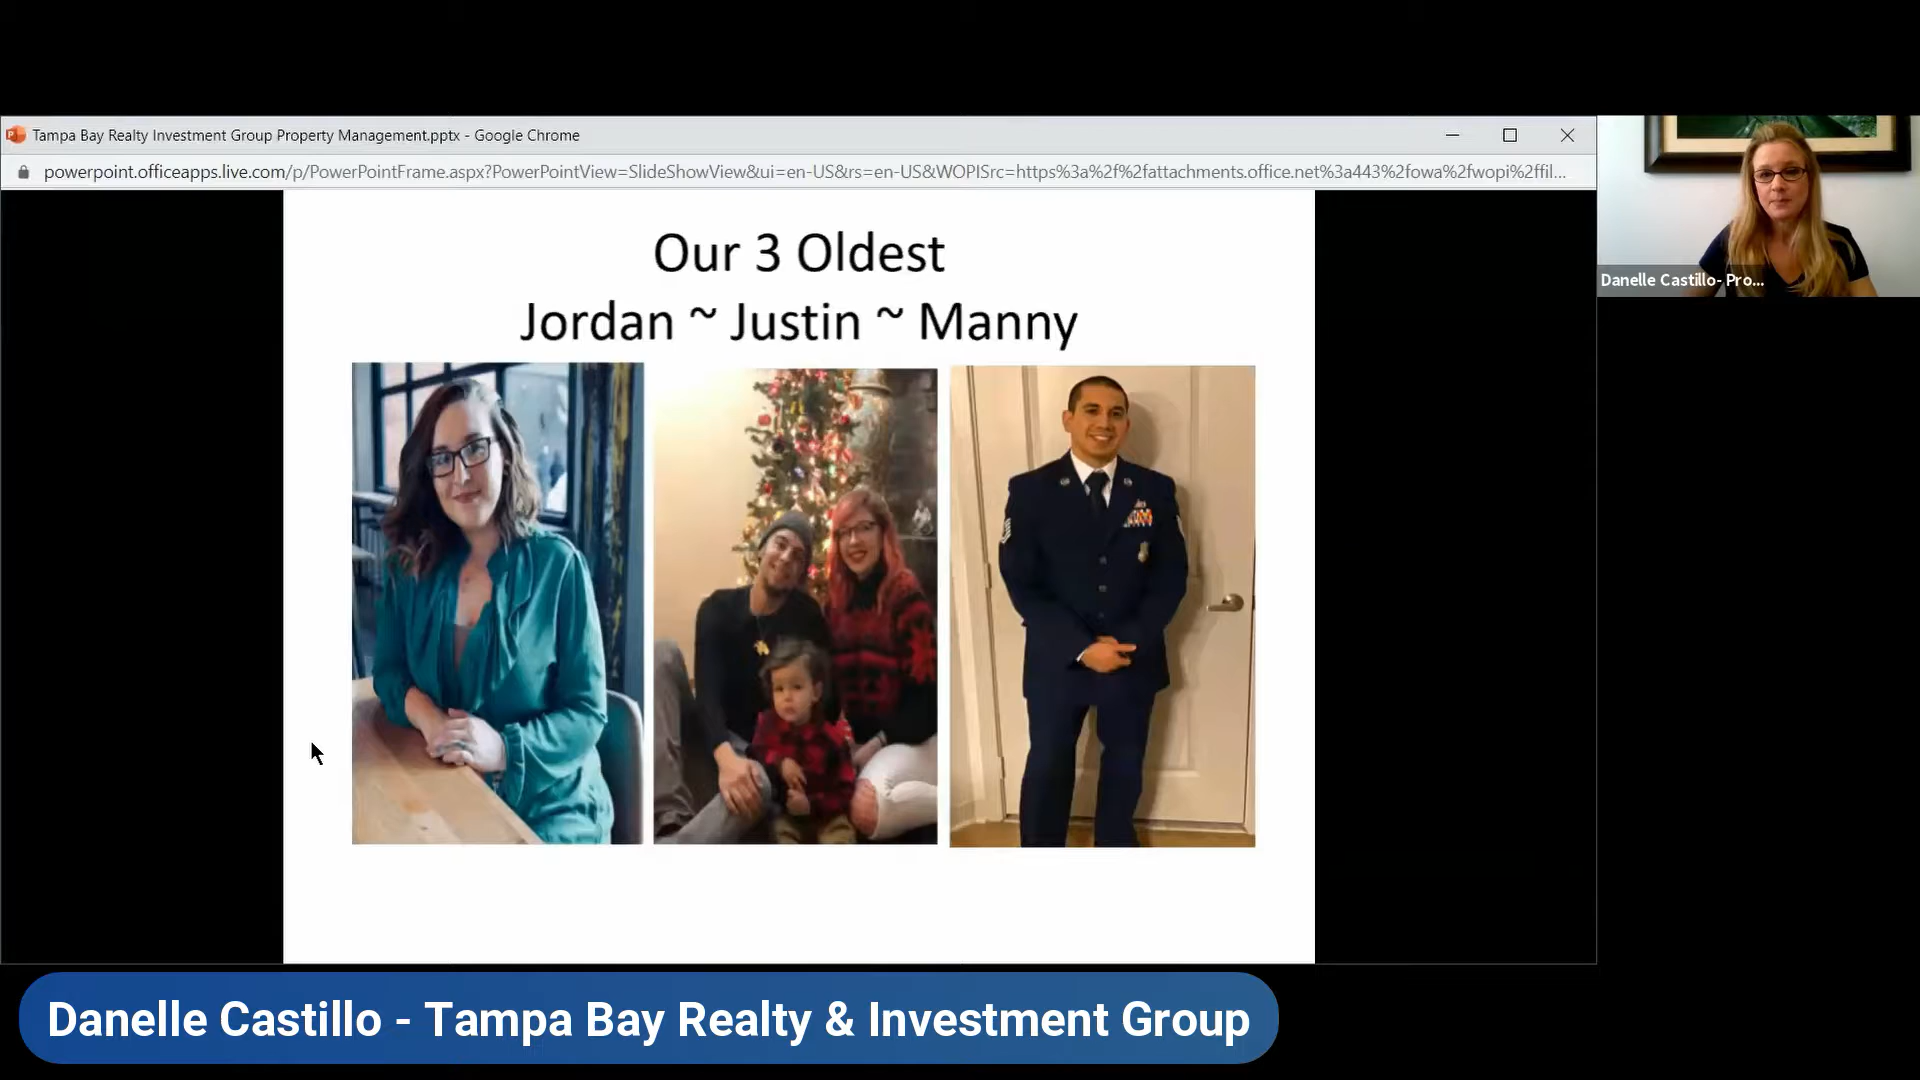 Tampa Bay Realty Investment Group Property Management.pptx - Google Chrome
powerpoint.officeapps.live.com/p/PowerPointFrame.aspx?PowerPointView=SlideShowView&ui=en-US&rs=en-US&WOPISrc=https%3a%2f%2fattachments.office.net%3a443%2fowa%2fwopi%2ffil...
Our 3 Oldest
Jordan ~ Justin ~ Manny
Danelle Castillo- Pro...
Danelle Castillo - Tampa Bay Realty & Investment Group